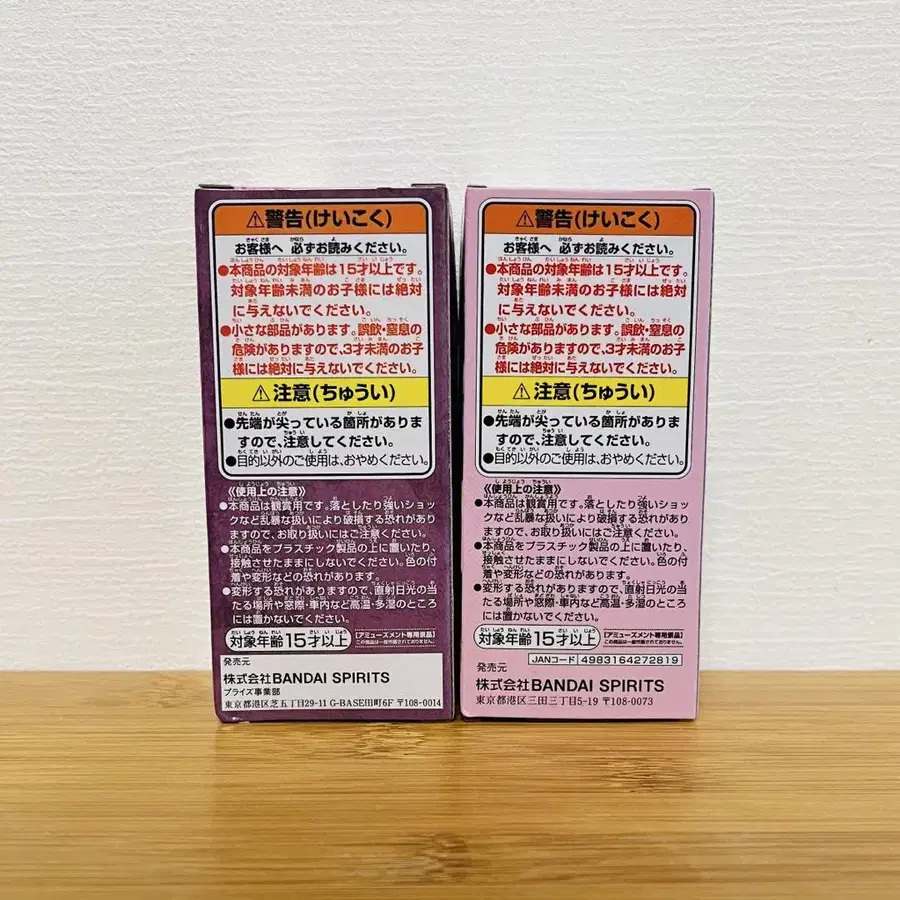 ⚠警告(けいこく)
お客様へ 必ずお読みください。
●本商品の対象年齢は15才以上です。
対象年齢未満のお子様には絶対
に与えないでください。
●小さな部品があります。誤飲・窒息の
危険がありますので、3才未満のお子
様には絶対に与えないでください。
⚠注意(ちゅうい)
●先端が尖っている箇所がありま
すので、注意してください。
●目的以外のご使用は、おやめください。
《使用上の注意》
●本商品は観賞用です。落としたり強いショッ
クなど乱暴な扱いにより破損する恐れがあり
ますので、お取り扱いにはご注意ください。
●本商品をプラスチック製品の上に置いたり、
接触させたままにしないでください。色の付
着や変形などの恐れがあります。
●変形する恐れがありますので、直射日光の当
たる場所や窓際・車内など高温・多湿のところ
には置かないでください。
対象年齢 15才以上
[アミューズメント専用景品]
この商品は一般市販されておりません。
発売元
株式会社BANDAI SPIRITS
プライズ事業部
東京都港区芝五丁目29-11 G-BASE田町6F 〒108-0014
⚠警告(けいこく)
お客様へ 必ずお読みください。
●本商品の対象年齢は15才以上です。
対象年齢未満のお子様には絶対
に与えないでください。
●小さな部品があります。誤飲・窒息の
危険がありますので、3才未満のお子
様には絶対に与えないでください。
⚠注意(ちゅうい)
●先端が尖っている箇所がありま
すので、注意してください。
●目的以外のご使用は、おやめください。
《使用上の注意》
●本商品は観賞用です。落としたり強いショッ
クなど乱暴な扱いにより破損する恐れがあり
ますので、お取り扱いにはご注意ください。
●本商品をプラスチック製品の上に置いたり、
接触させたままにしないでください。色の付
着や変形などの恐れがあります。
●変形する恐れがありますので、直射日光の当
たる場所や窓際・車内など高温・多湿のところ
には置かないでください。
対象年齢 15才以上
[アミューズメント専用景品]
この商品は一般市販されておりません。
JANコード 4983164272819
発売元
株式会社BANDAI SPIRITS
東京都港区三田三丁目5-19 〒108-0073